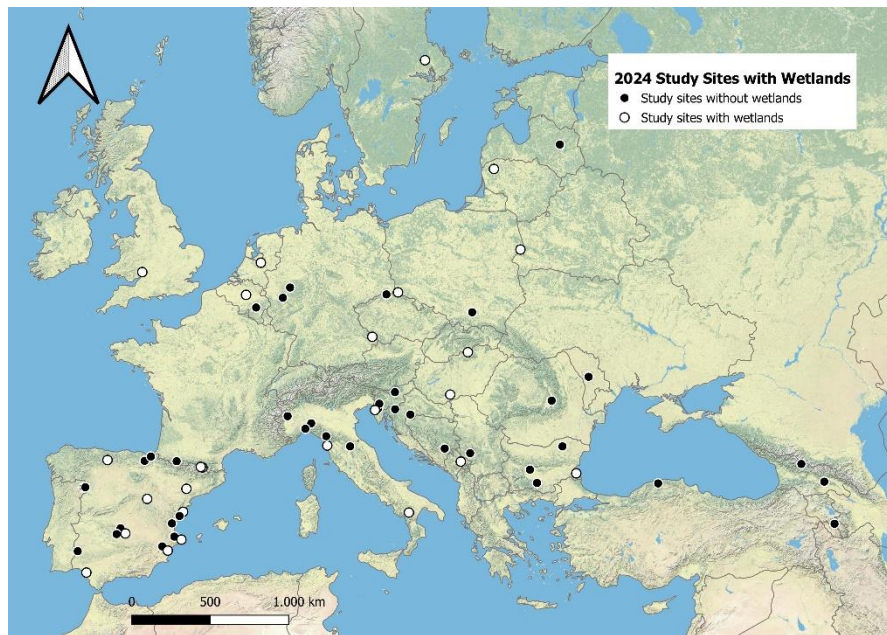 2024 Study Sites with Wetlands
Study sites without wetlands
Study sites with wetlands
0 500 1.000 km